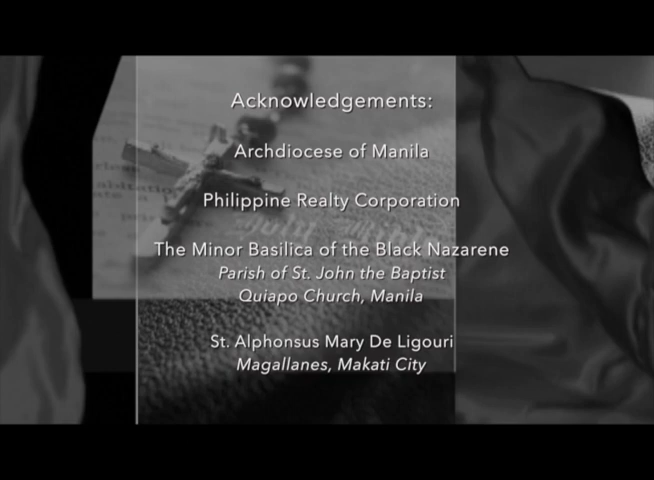 Acknowledgements:
Archdiocese of Manila
Philippine Realty Corporation
The Minor Basilica of the Black Nazarene
Parish of St. John the Baptist
Quiapo Church, Manila
St. Alphonsus Mary De Ligouri
Magallanes, Makati City